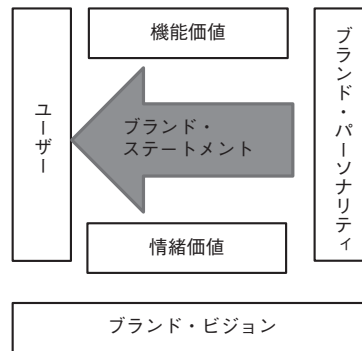 機能価値
ユーザー
ブランド・
ステートメント
ブランド・パーソナリティ
情緒価値
ブランド・ビジョン